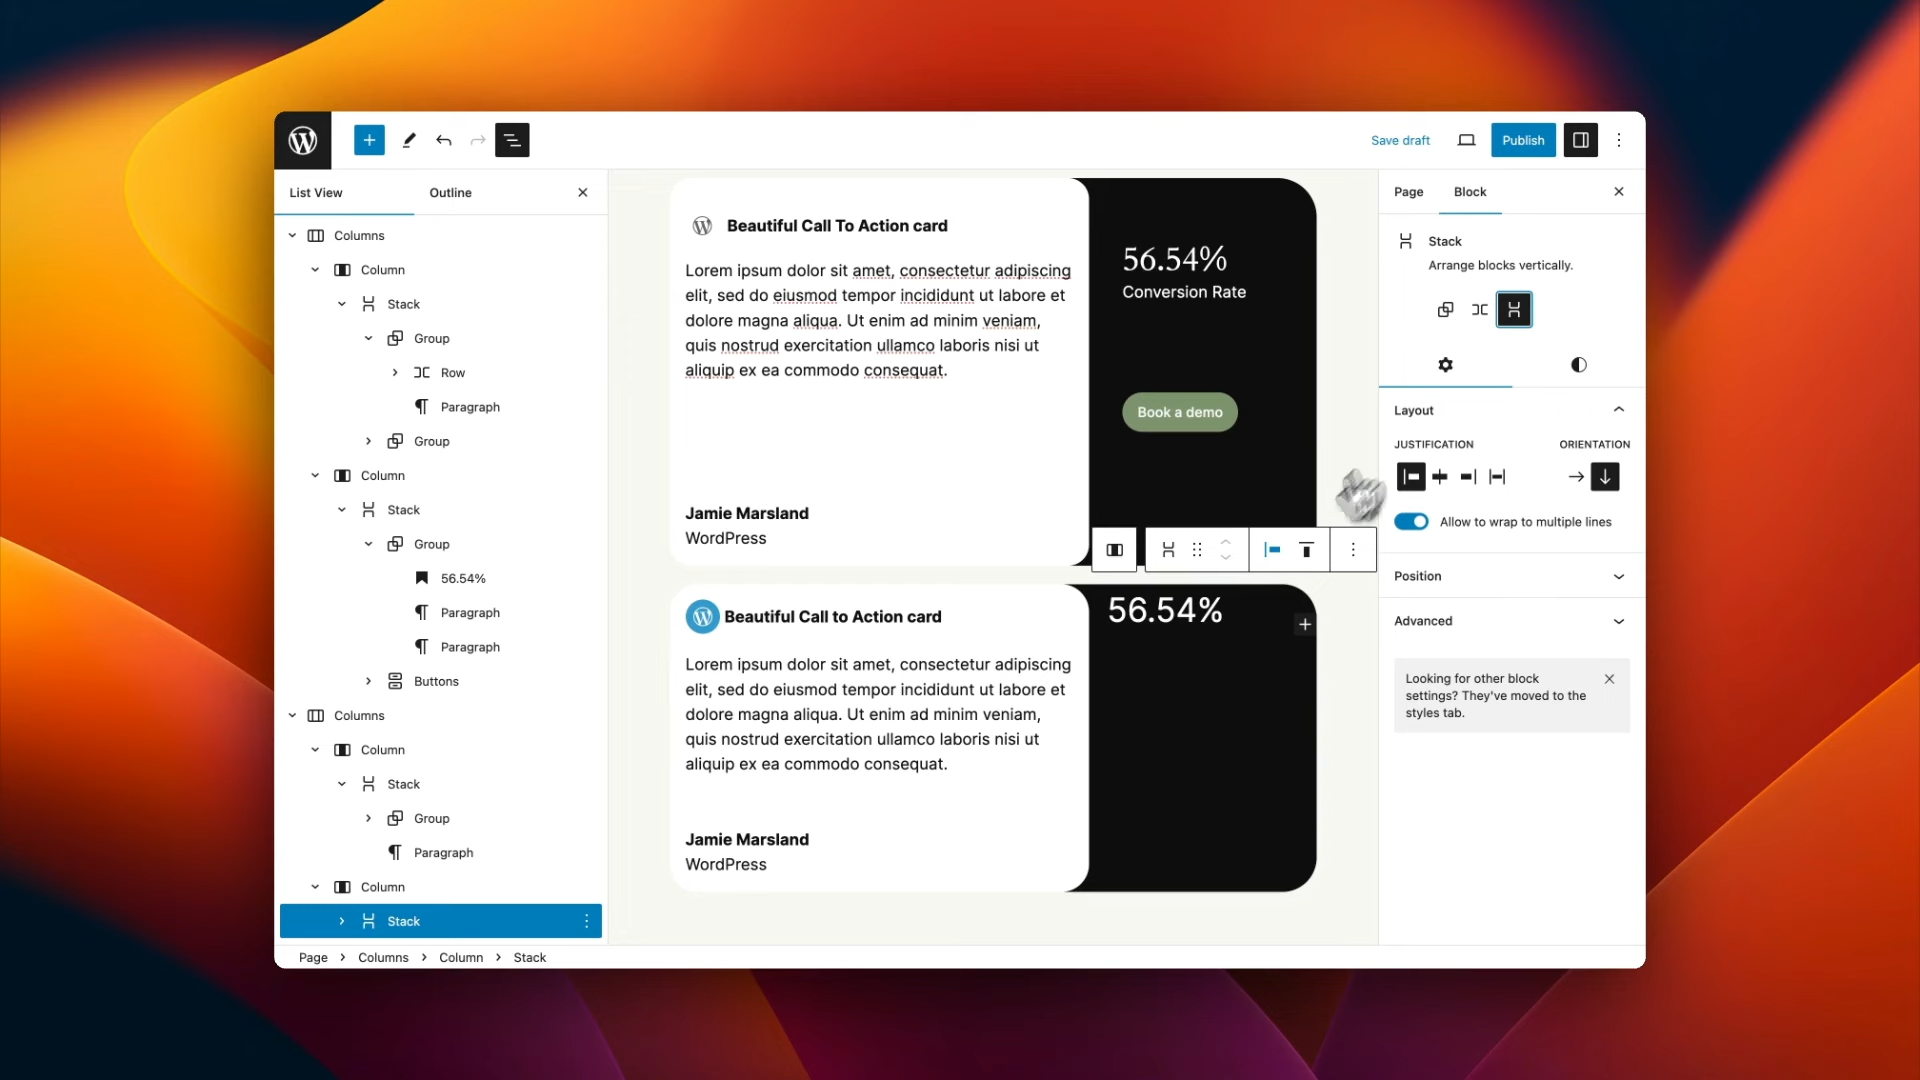 Save draft
Publish
List View
Outline
Columns
Column
Stack
Group
Row
Paragraph
Group
Column
Stack
Group
56.54%
Paragraph
Paragraph
Buttons
Columns
Column
Stack
Group
Paragraph
Column
Stack
Beautiful Call To Action card
Lorem ipsum dolor sit amet, consectetur adipiscing
elit, sed do eiusmod tempor incididunt ut labore et
dolore magna aliqua. Ut enim ad minim veniam,
quis nostrud exercitation ullamco laboris nisi ut
aliquip ex ea commodo consequat.
Jamie Marsland
WordPress
56.54%
Conversion Rate
Book a demo
Beautiful Call to Action card
Lorem ipsum dolor sit amet, consectetur adipiscing
elit, sed do eiusmod tempor incididunt ut labore et
dolore magna aliqua. Ut enim ad minim veniam,
quis nostrud exercitation ullamco laboris nisi ut
aliquip ex ea commodo consequat.
Jamie Marsland
WordPress
56.54%
Page
Block
Stack
Arrange blocks vertically.
Layout
JUSTIFICATION
ORIENTATION
Allow to wrap to multiple lines
Position
Advanced
Looking for other block
settings? They've moved to the
styles tab.
Page > Columns > Column > Stack